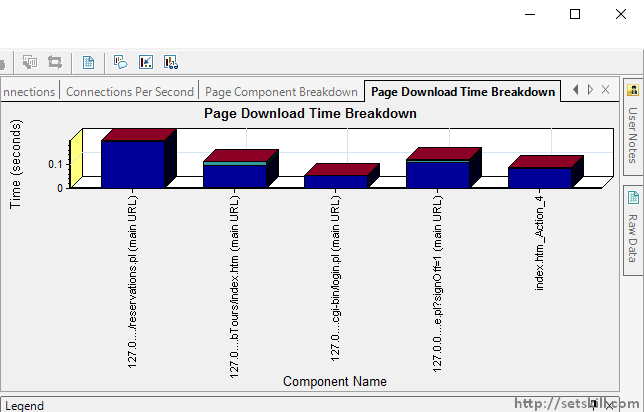 nnections
Connections Per Second
Page Component Breakdown
Page Download Time Breakdown
Page Download Time Breakdown
Time (seconds)
0.1
0
127.0..../reservations.pl (main URL)
127.0....bTours/index.htm (main URL)
127.0....cgi-bin/login.pl (main URL)
127.0.0....e.pl?signOff=1 (main URL)
index.htm_Action_4
Component Name
User Notes
Raw Data
Legend
http://setskill.com